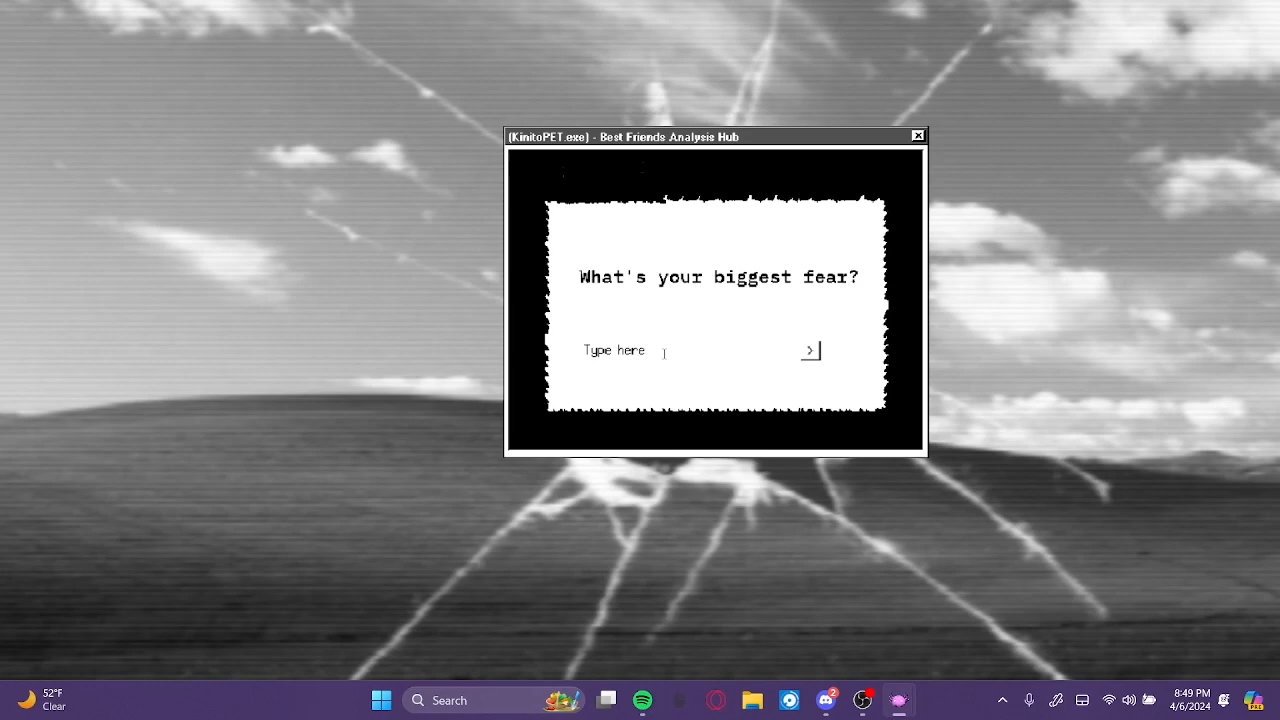 (KinitoPET.exe) - Best Friends Analysis Hub
What's your biggest fear?
Type here
>
52°F
Clear
Search
2
8:49 PM
4/6/2024